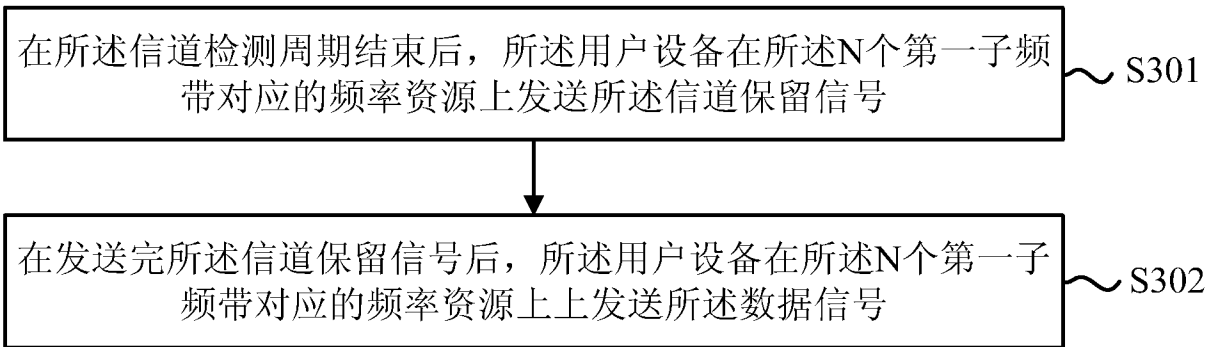 在所述信道检测周期结束后，所述用户设备在所述N个第一子频
带对应的频率资源上发送所述信道保留信号
S301
在发送完所述信道保留信号后，所述用户设备在所述N个第一子
频带对应的频率资源上上发送所述数据信号
S302